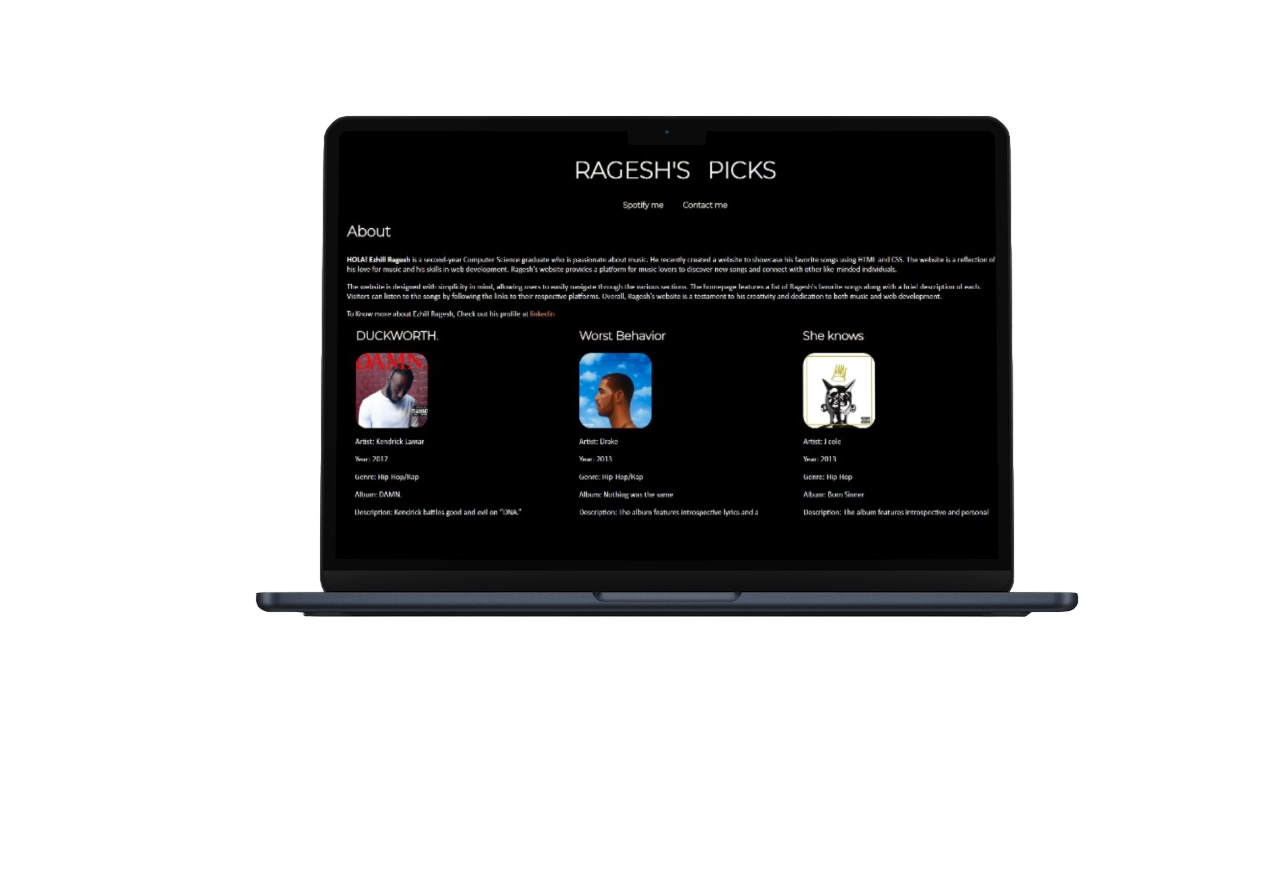 RAGESH'S PICKS
Spotify me Contact me
About
HOLA! Ezhill Ragesh is a second-year Computer Science graduate who is passionate about music. He recently created a website to showcase his favorite songs using HTML and CSS. The website is a reflection of
his love for music and his skills in web development. Ragesh's website provides a platform for music lovers to discover new songs and connect with other like-minded individuals.
The website is designed with simplicity in mind, allowing users to easily navigate through the various sections. The homepage features a list of Ragesh's favorite songs along with a brief description of each.
Visitors can listen to the songs by following the links to their respective platforms. Overall, Ragesh's website is a testament to his creativity and dedication to both music and web development.
To Know more about Ezhill Ragesh, Check out his profile at linkedin
DUCKWORTH. Worst Behavior She knows
DAMN.
Artist: Kendrick Lamar Artist: Drake Artist: J cole
Year: 2017 Year: 2013 Year: 2013
Genre: Hip-Hop/Rap Genre: Hip-Hop/Rap Genre: Hip Hop
Album: DAMN. Album: Nothing was the same Album: Born Sinner
Description: Kendrick battles good and evil on "DNA." Description: The album features introspective lyrics and a Description: The album features introspective and personal